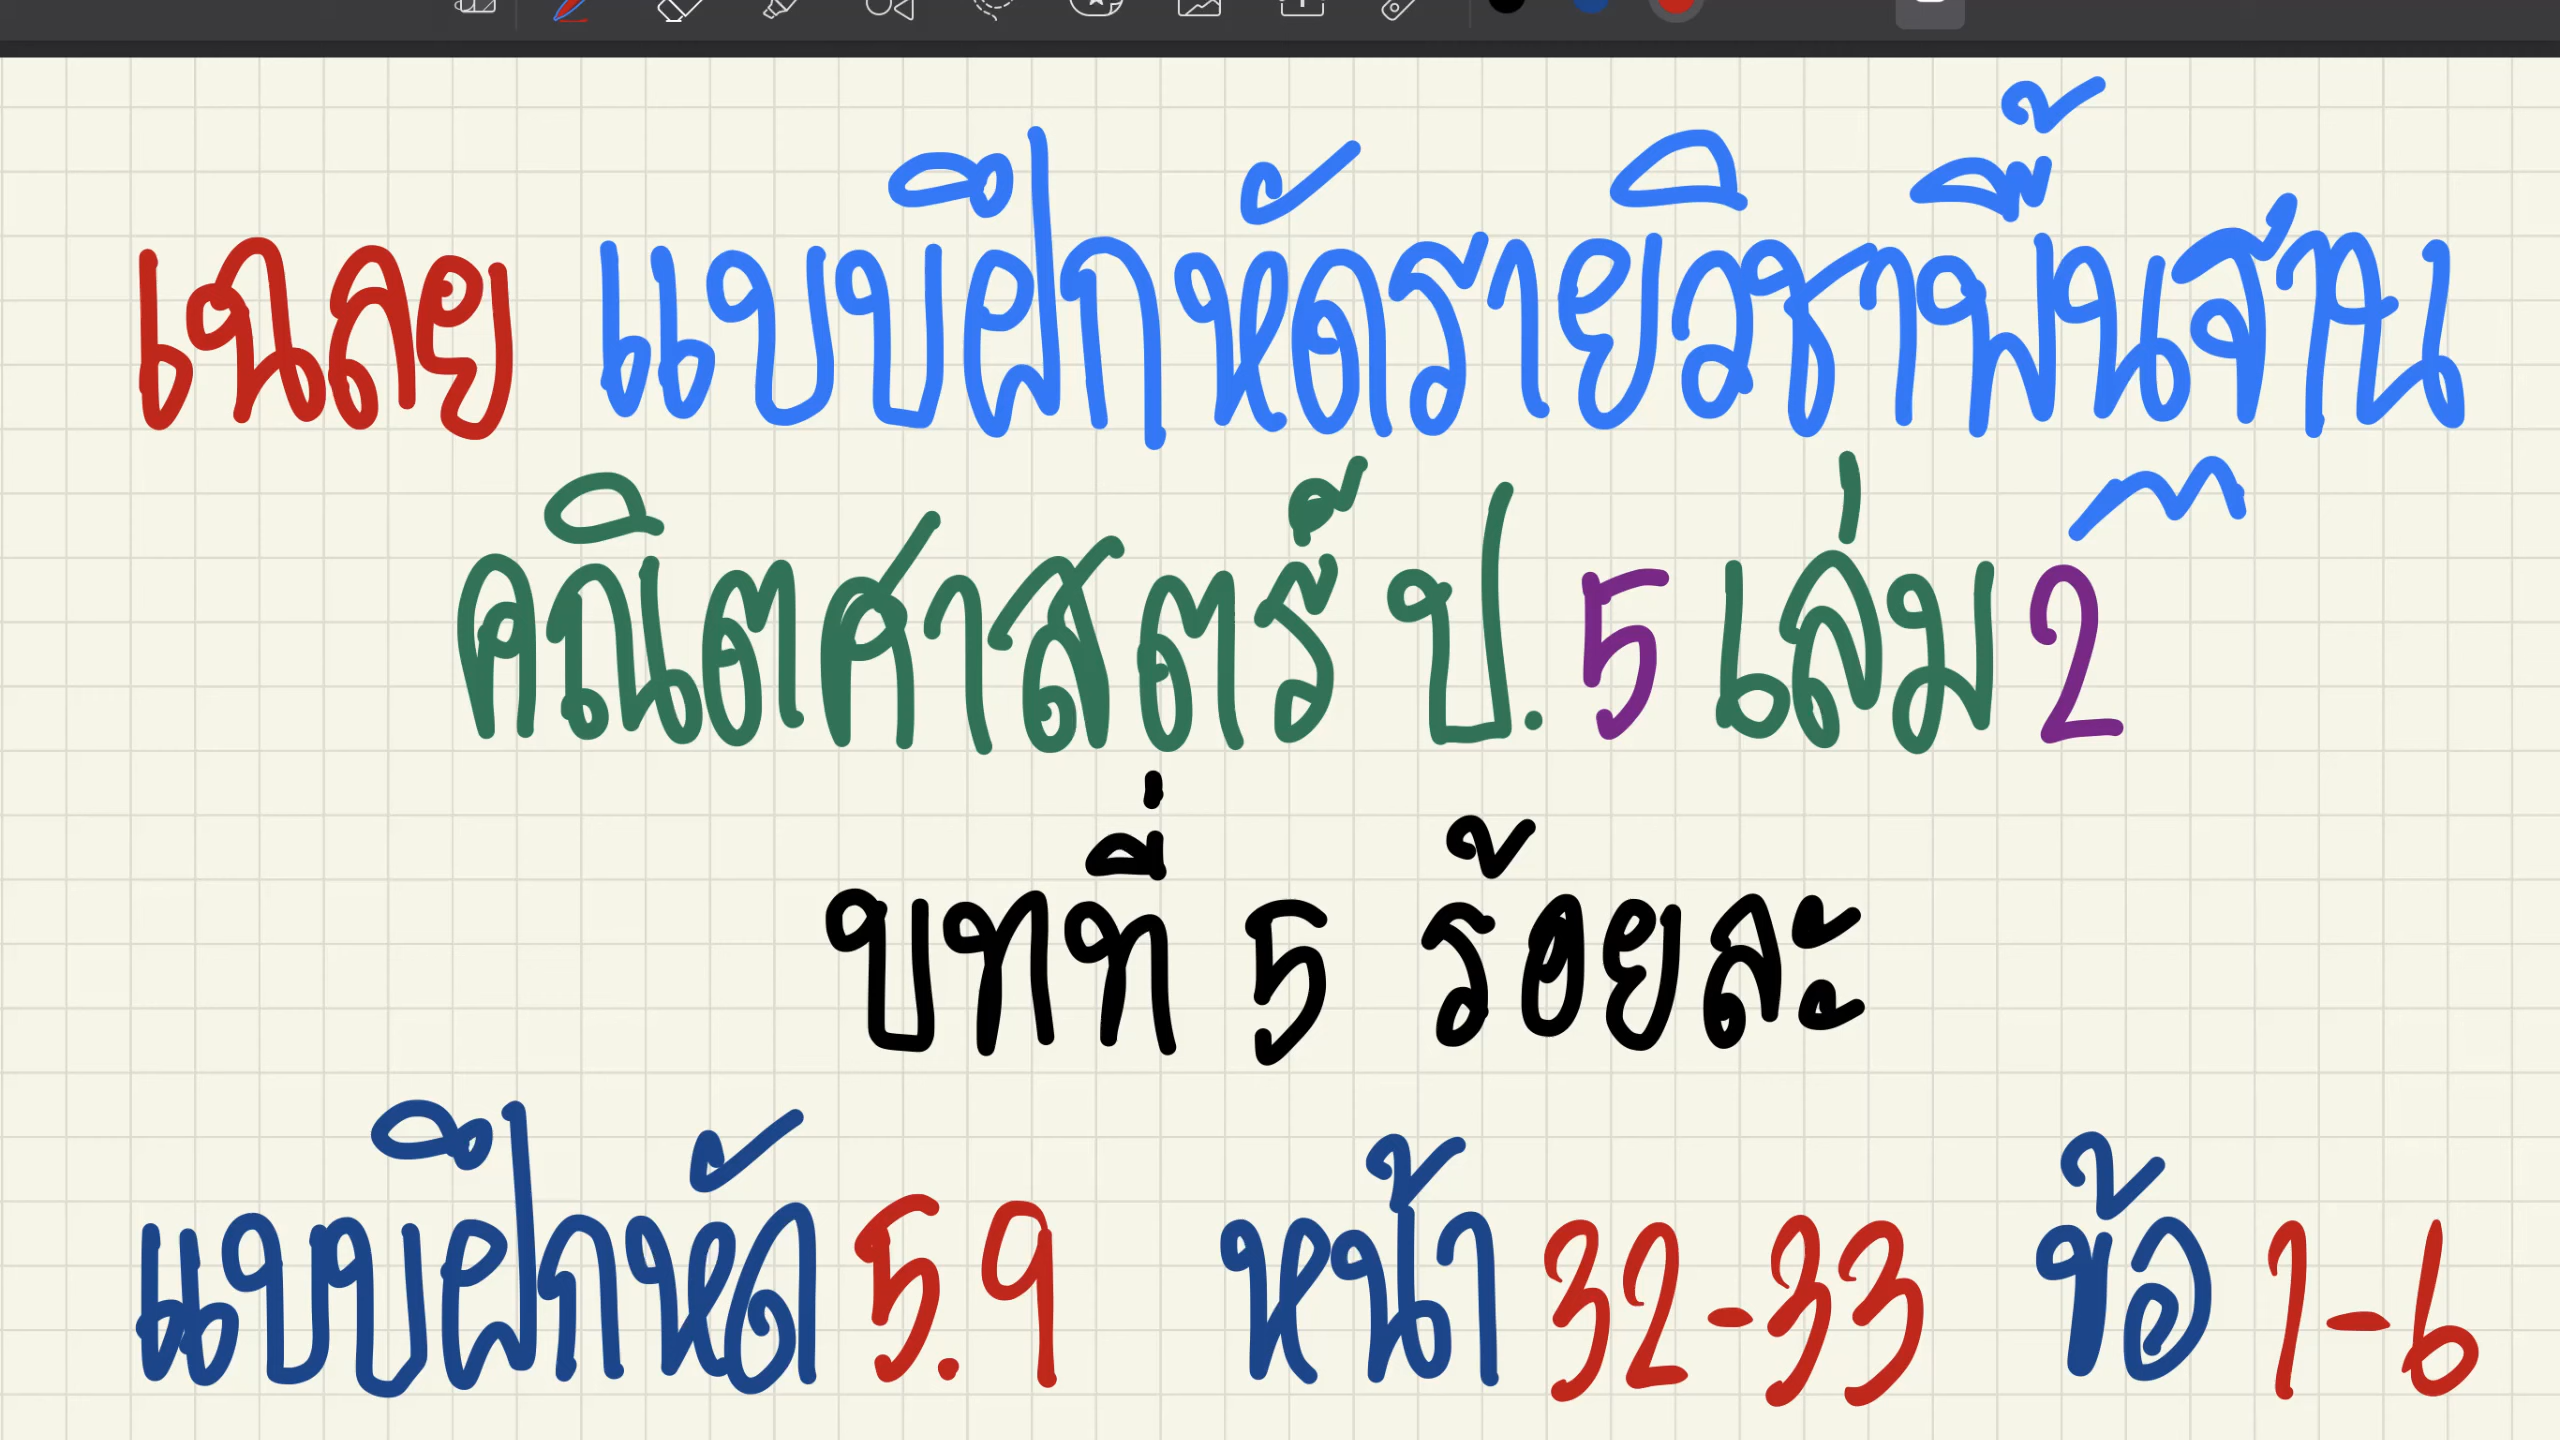 เฉลย แบบฝึกหัดรายวิชาพื้นฐาน
คณิตศาสตร์ ป. 5 เล่ม 2
บทที่ 5 ร้อยละ
แบบฝึกหัด 5.9 หน้า 32-33 ข้อ 1-6